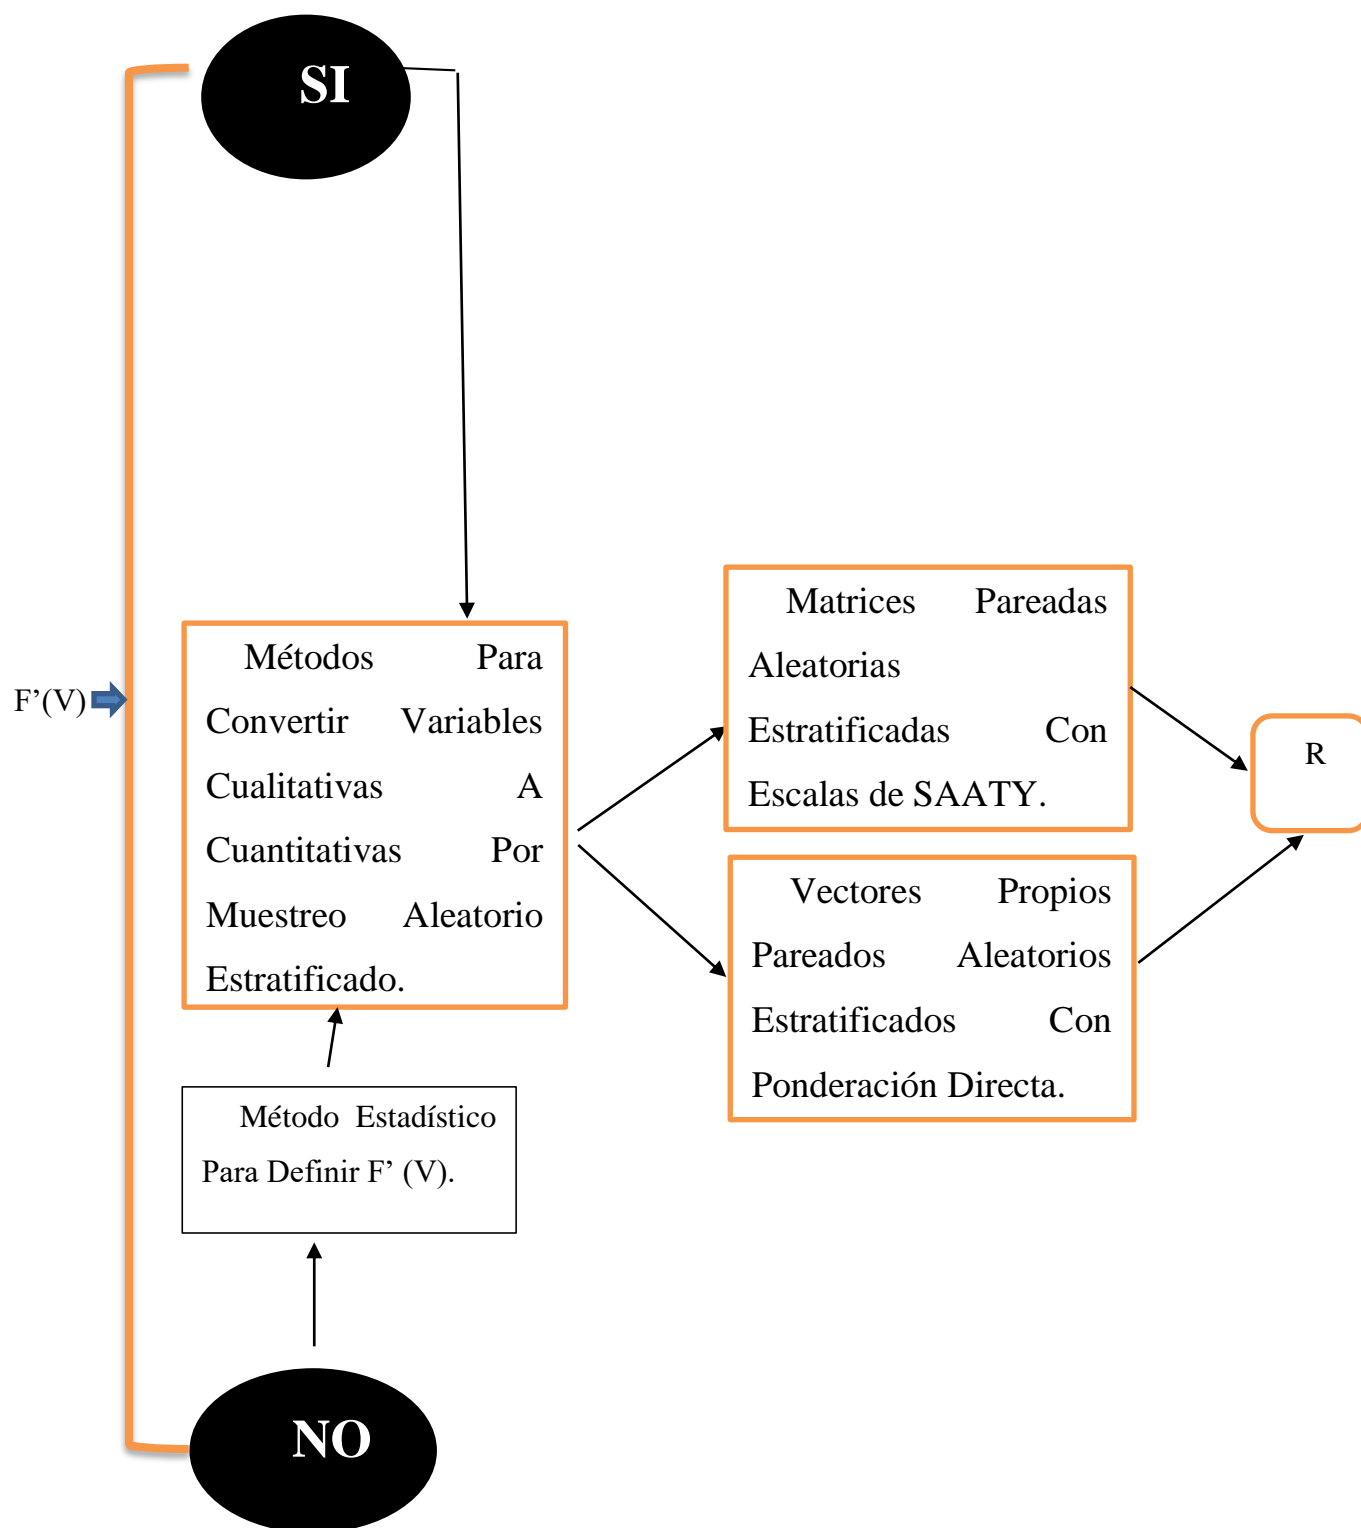 SI
F’(V)
Métodos Para
Convertir Variables
Cualitativas A
Cuantitativas Por
Muestreo Aleatorio
Estratificado.
Matrices Pareadas
Aleatorias
Estratificadas Con
Escalas de SAATY.
Vectores Propios
Pareados Aleatorios
Estratificados Con
Ponderación Directa.
R
Método Estadístico
Para Definir F’ (V).
NO